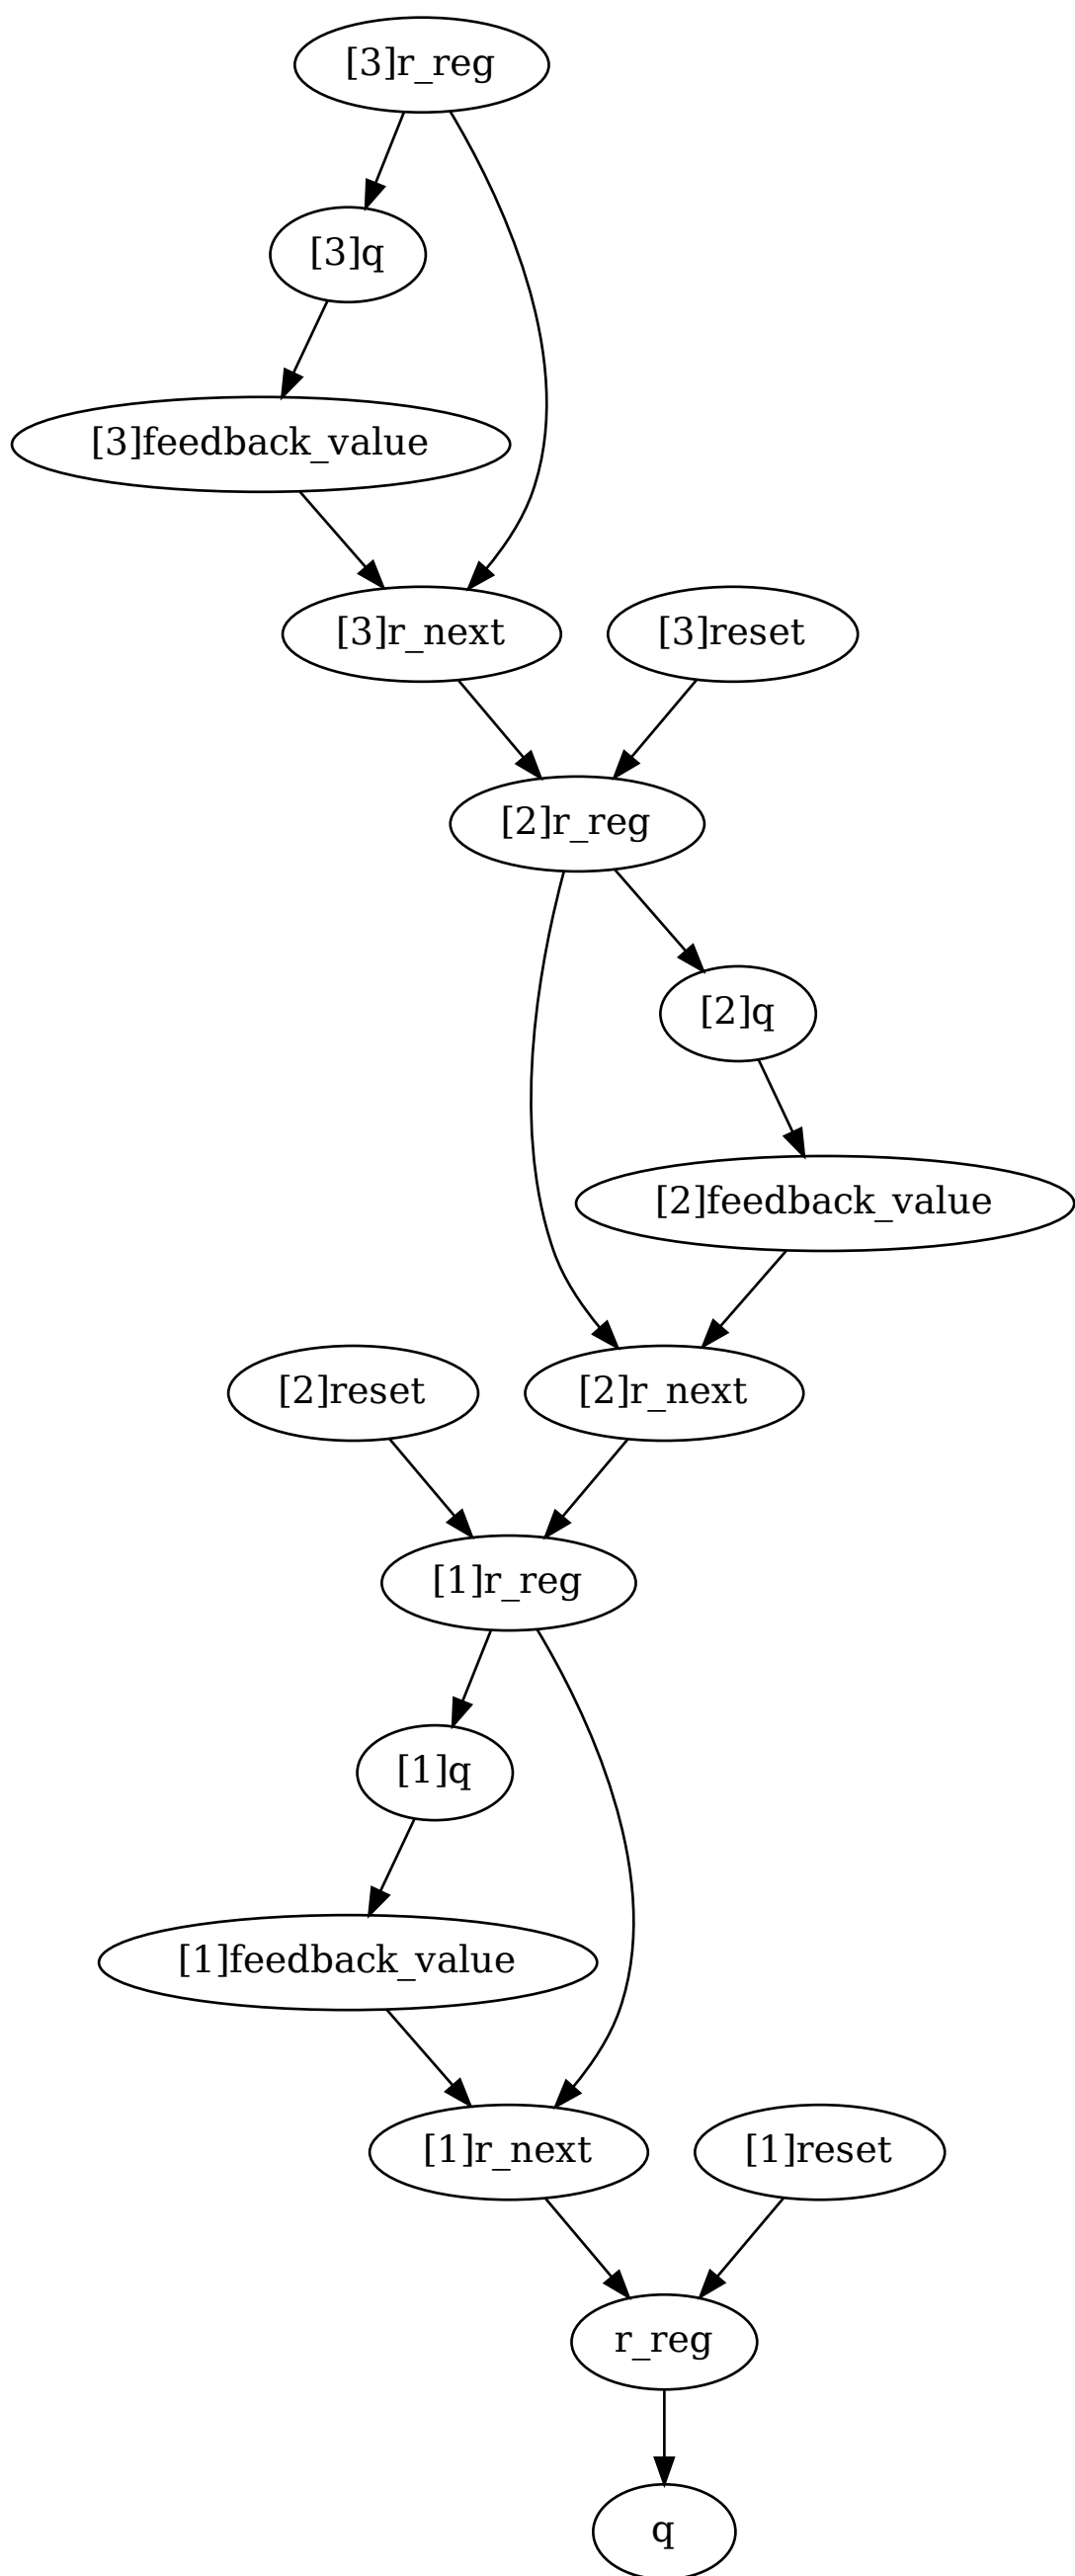 [3]r_reg
[3]q
[3]feedback_value
[3]r_next
[3]reset
[2]r_reg
[2]q
[2]feedback_value
[2]reset
[2]r_next
[1]r_reg
[1]q
[1]feedback_value
[1]r_next
[1]reset
r_reg
q